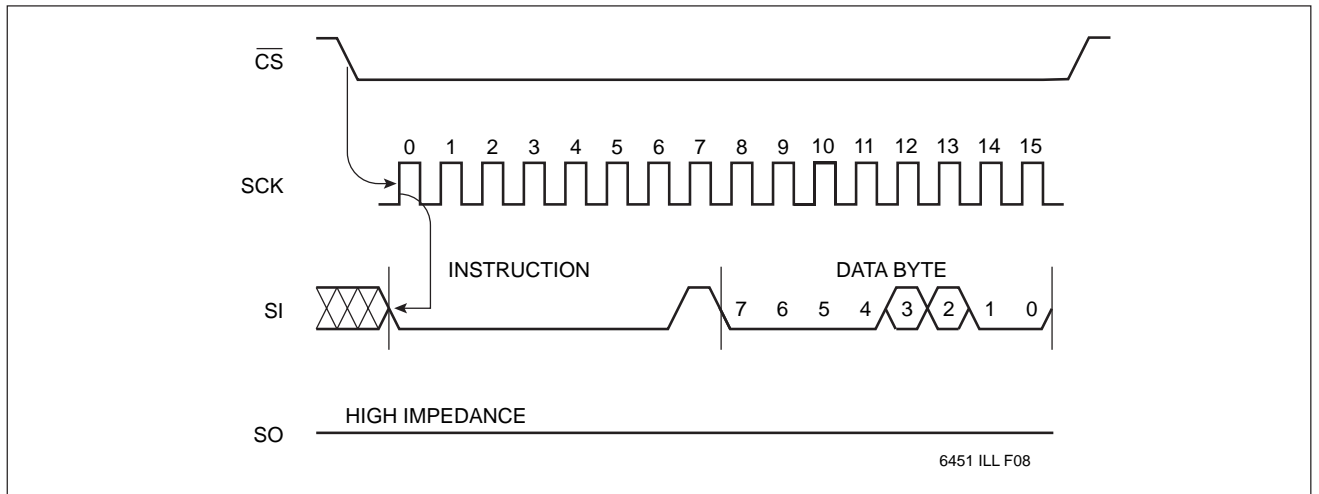 CS
0 1 2 3 4 5 6 7 8 9 10 11 12 13 14 15
SCK
INSTRUCTION DATA BYTE
SI 7 6 5 4 3 2 1 0
HIGH IMPEDANCE
SO
6451 ILL F08